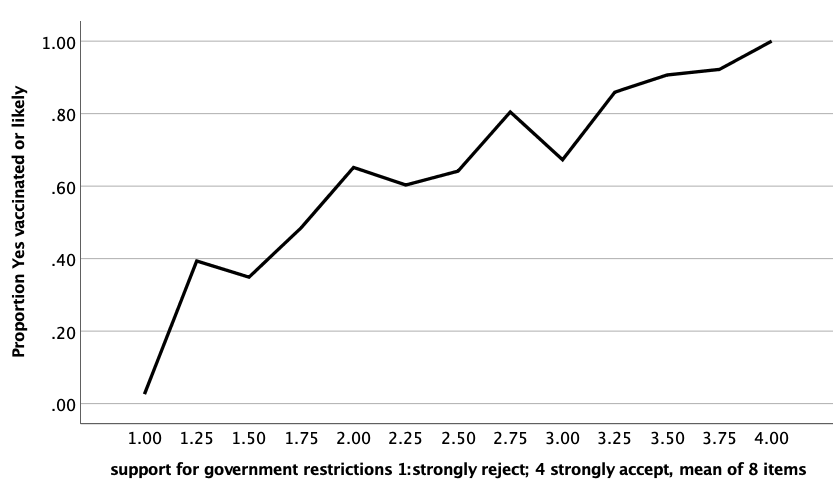 Proportion Yes vaccinated or likely
1.00
.80
.60
.40
.20
.00
1.00 1.25 1.50 1.75 2.00 2.25 2.50 2.75 3.00 3.25 3.50 3.75 4.00
support for government restrictions 1:strongly reject; 4 strongly accept, mean of 8 items